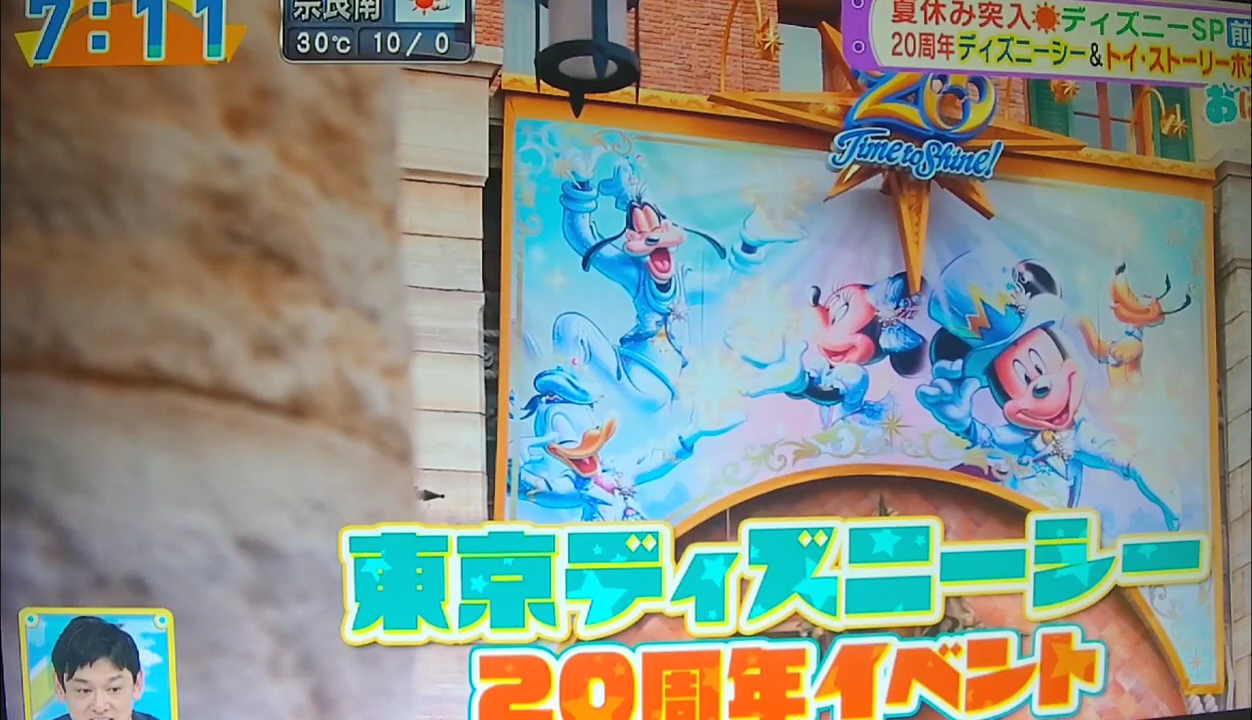 7:11
奈良南
30℃ 10/ 0
夏休み突入☀ディズニーSP前
20周年ディズニーシー&トイ・ストーリーホ
お
20
Time to Shine!
東京ディズニーシー
20周年イベント